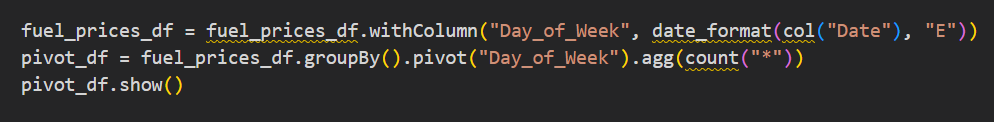 fuel_prices_df = fuel_prices_df.withColumn("Day_of_Week", date_format(col("Date"), "E"))
pivot_df = fuel_prices_df.groupBy().pivot("Day_of_Week").agg(count("*"))
pivot_df.show()